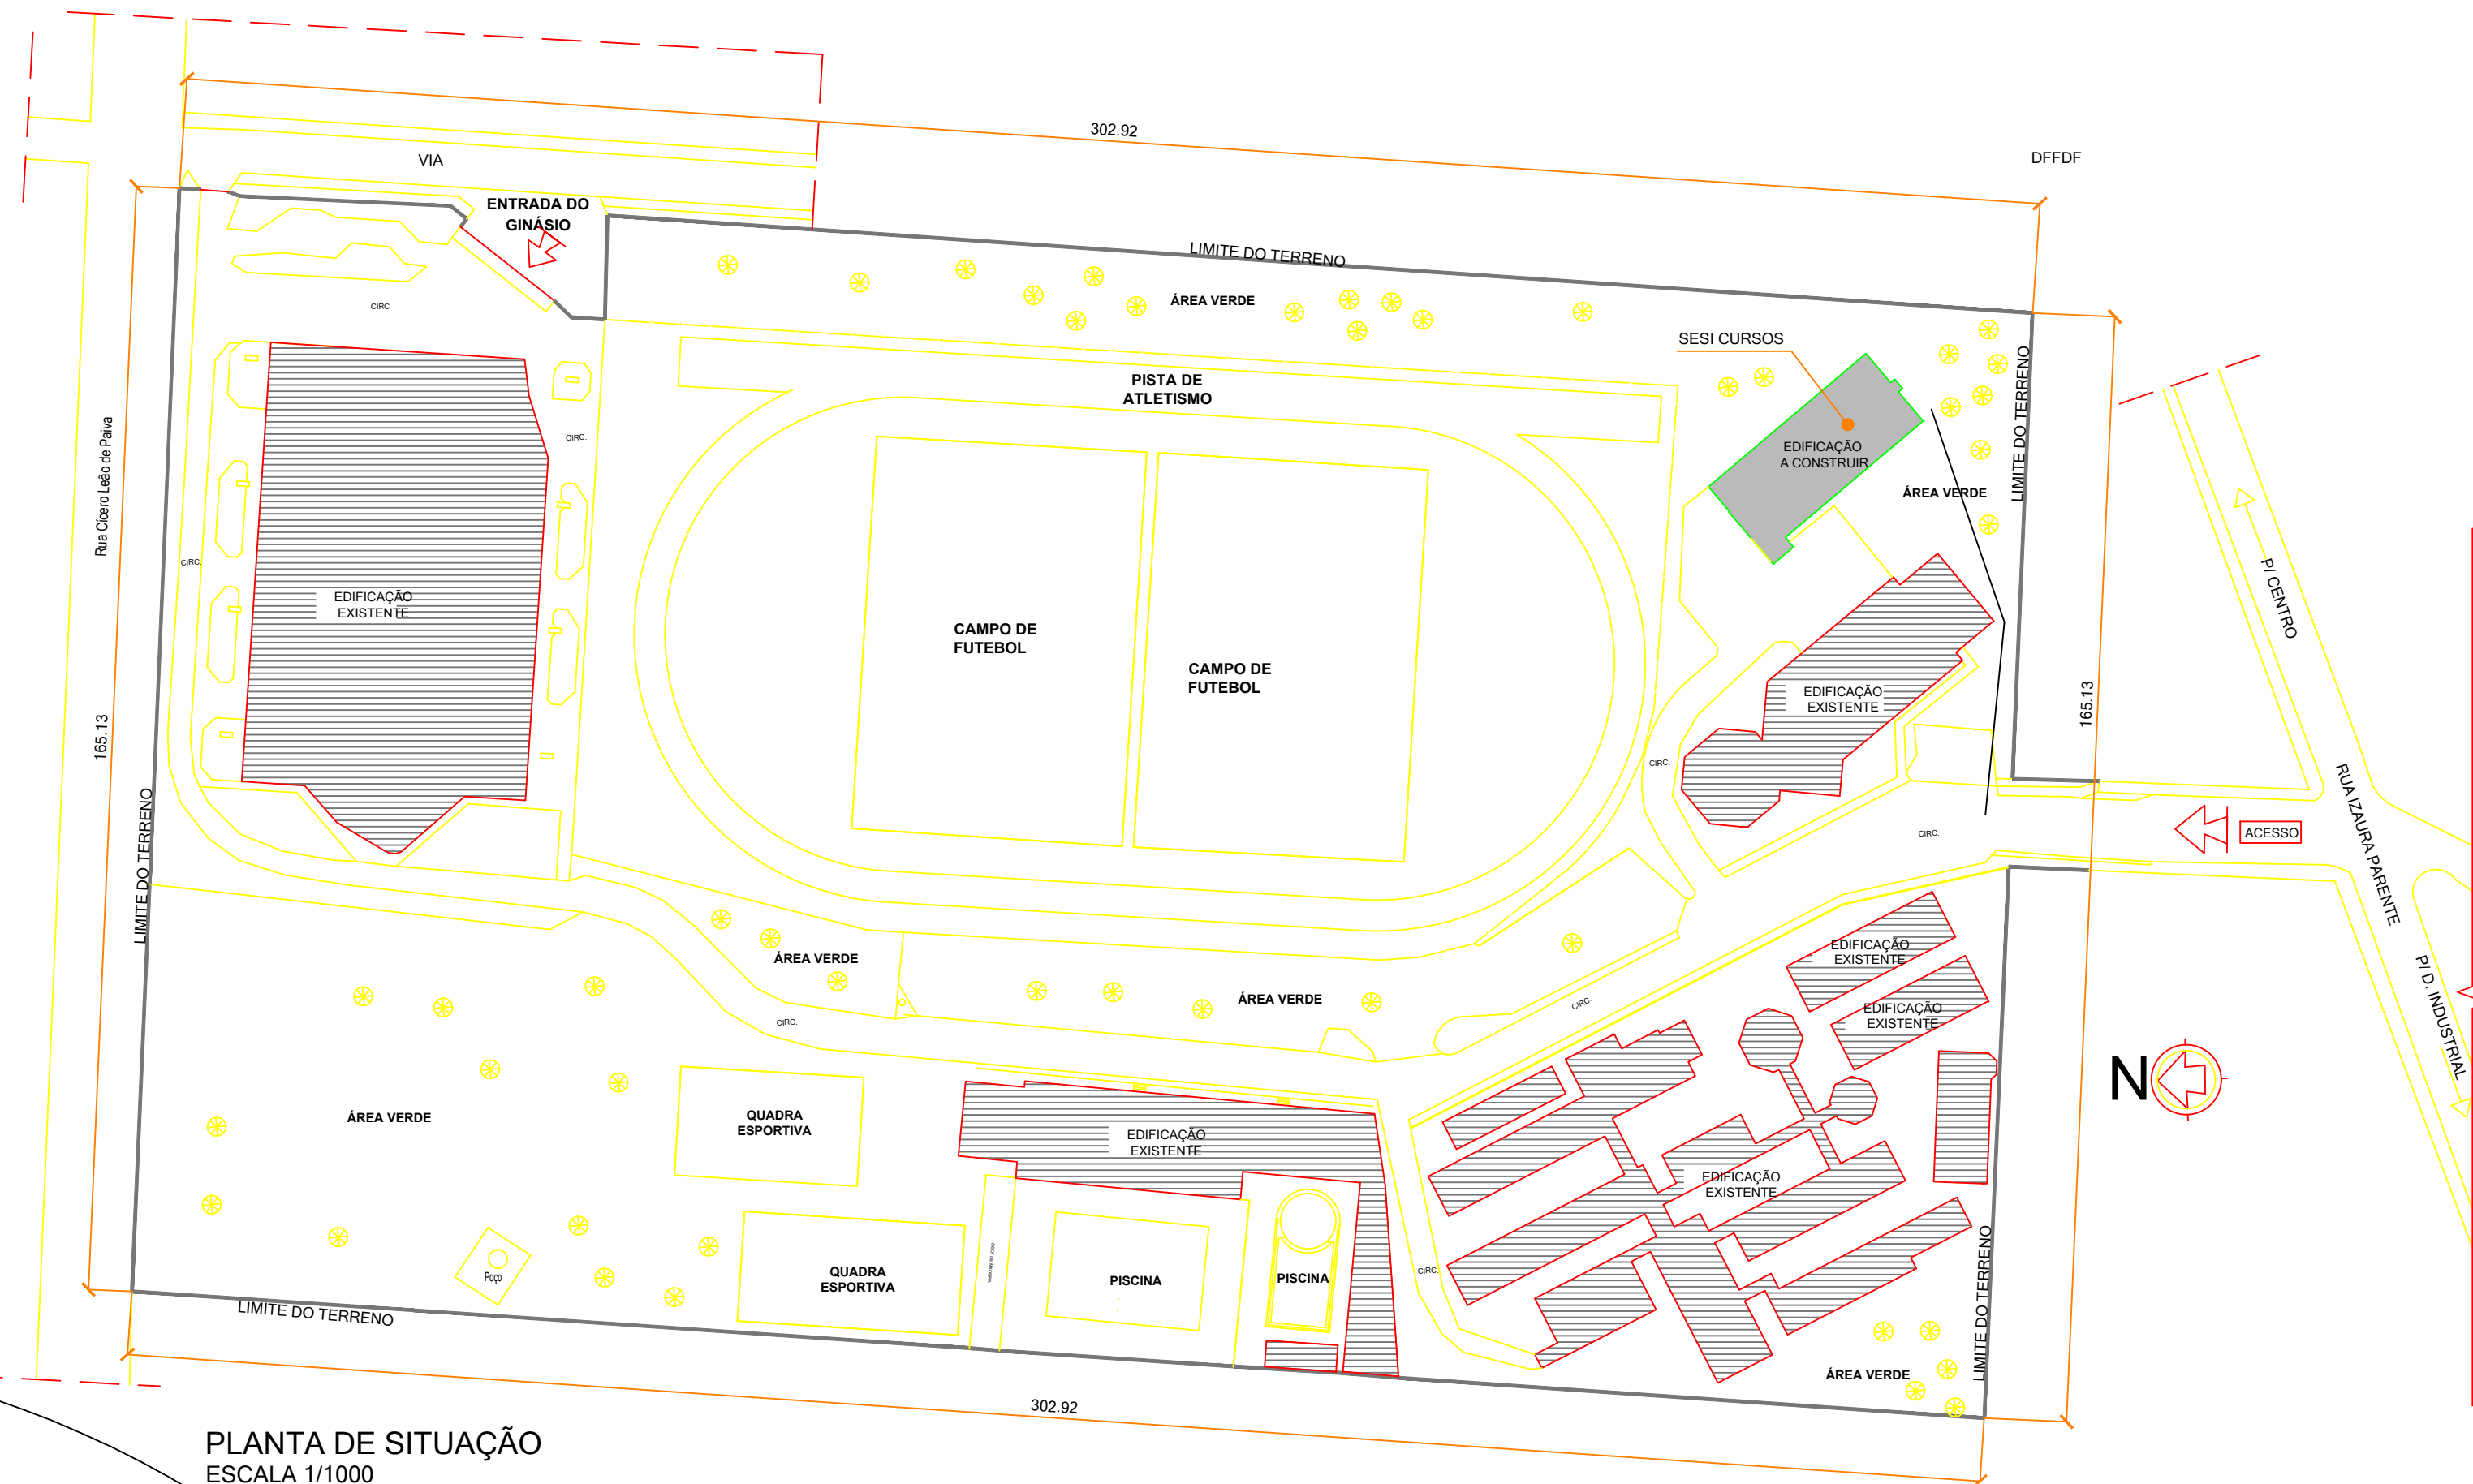 302.92
VIA
DFFDF
ENTRADA DO
GINÁSIO
LIMITE DO TERRENO
ÁREA VERDE
CIRC.
SESI CURSOS
PISTA DE
ATLETISMO
LIMITE DO TERRENO
Rua Cícero Leão de Paiva
CIRC.
EDIFICAÇÃO
A CONSTRUIR
ÁREA VERDE
CIRC.
EDIFICAÇÃO
EXISTENTE
P/ CENTRO
CAMPO DE
FUTEBOL
CAMPO DE
FUTEBOL
EDIFICAÇÃO
EXISTENTE
165.13
165.13
CIRC.
RUA IZAURA PARENTE
CIRC.
ACESSO
LIMITE DO TERRENO
ÁREA VERDE
EDIFICAÇÃO
EXISTENTE
ÁREA VERDE
CIRC.
EDIFICAÇÃO
EXISTENTE
P/ D. INDUSTRIAL
CIRC.
N
ÁREA VERDE
QUADRA
ESPORTIVA
EDIFICAÇÃO
EXISTENTE
EDIFICAÇÃO
EXISTENTE
DECK DE MADEIRA
Poço
QUADRA
ESPORTIVA
PISCINA
PISCINA
CIRC.
LIMITE DO TERRENO
LIMITE DO TERRENO
ÁREA VERDE
302.92
PLANTA DE SITUAÇÃO
ESCALA 1/1000